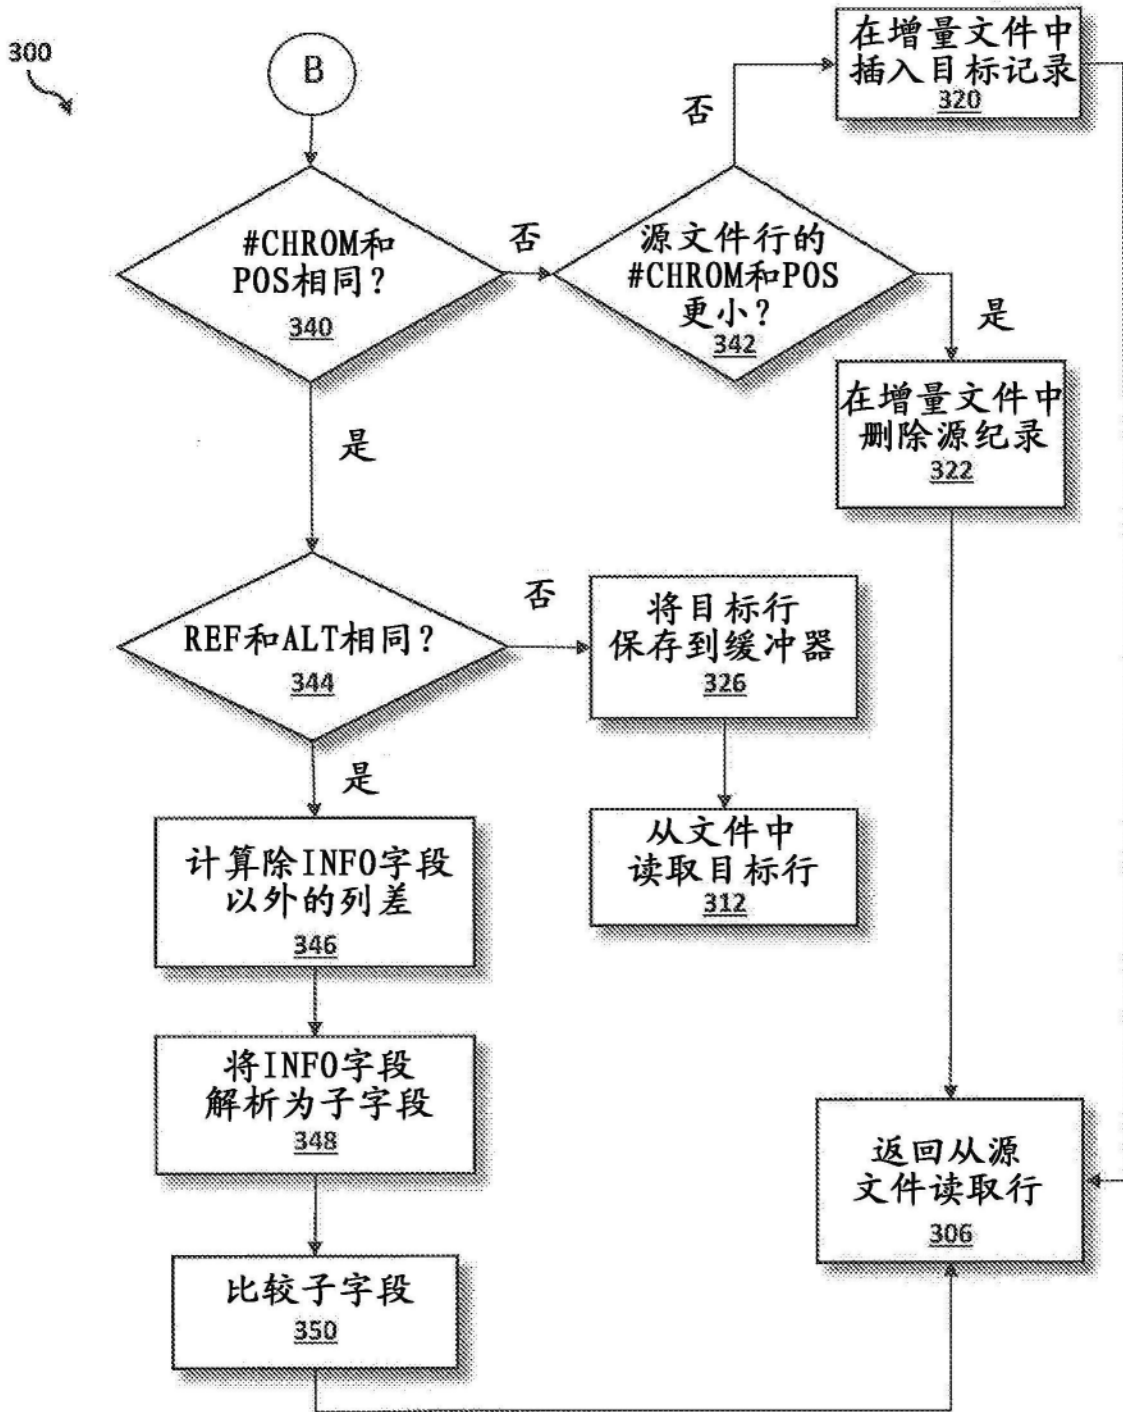 300
B
在增量文件中
插入目标记录
320
否
#CHROM和
POS相同?
340
否
源文件行的
#CHROM和POS
更小?
342
是
在增量文件中
删除源纪录
322
是
REF和ALT相同?
344
否
将目标行
保存到缓冲器
326
是
从文件中
读取目标行
312
计算除INFO字段
以外的列差
346
将INFO字段
解析为子字段
348
返回从源
文件读取行
306
比较子字段
350